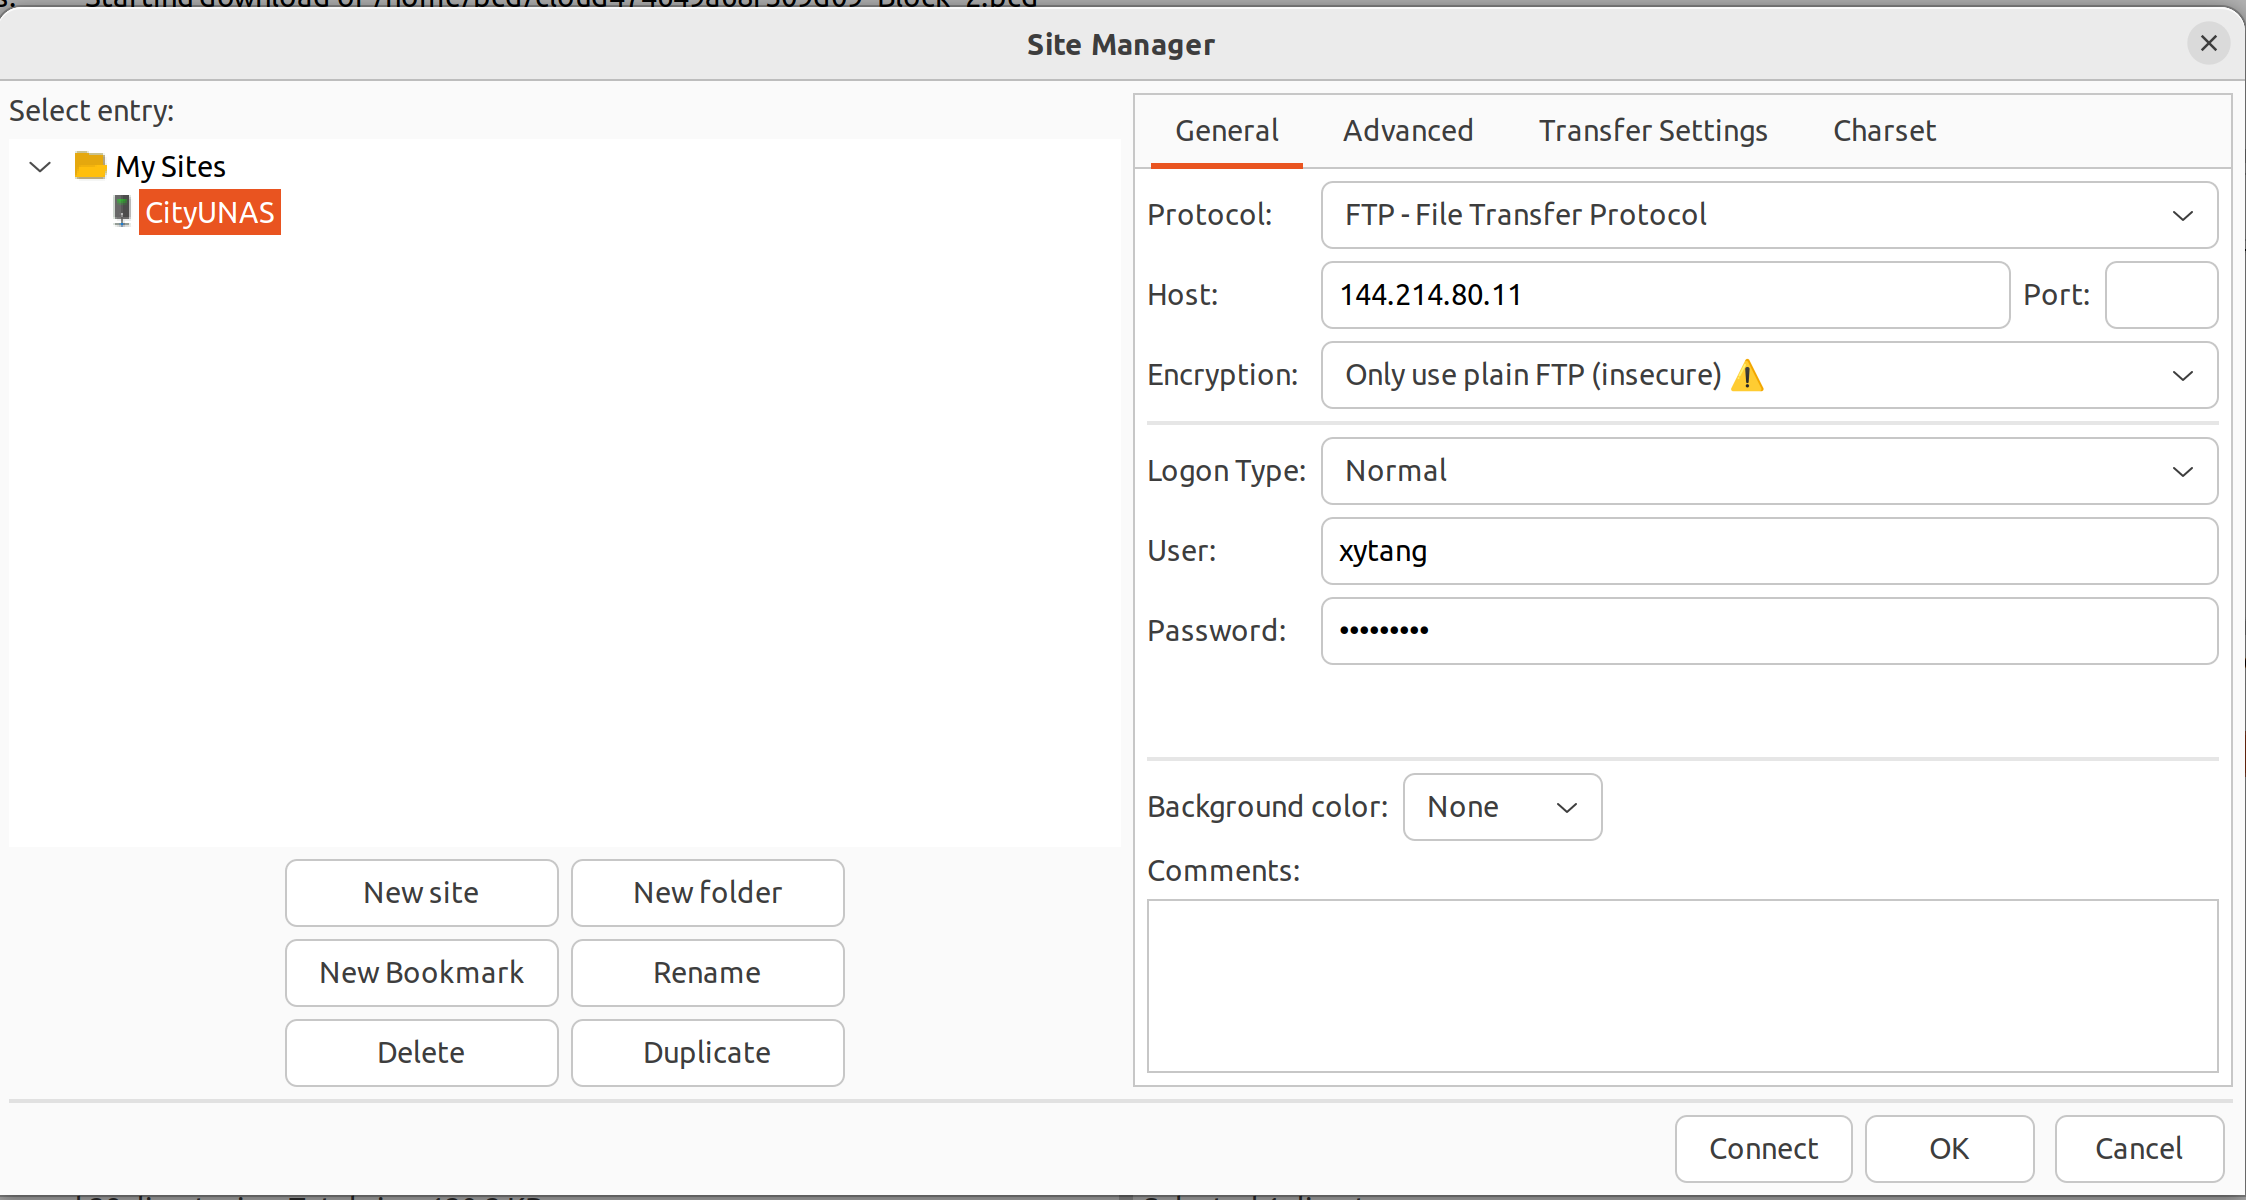 Site Manager
Select entry:
My Sites
CityUNAS
New site
New folder
New Bookmark
Rename
Delete
Duplicate
General
Advanced
Transfer Settings
Charset
Protocol:
FTP - File Transfer Protocol
Host:
144.214.80.11
Port:
Encryption:
Only use plain FTP (insecure)
Logon Type:
Normal
User:
xytang
Password:
•••••••••
Background color:
None
Comments:
Connect
OK
Cancel